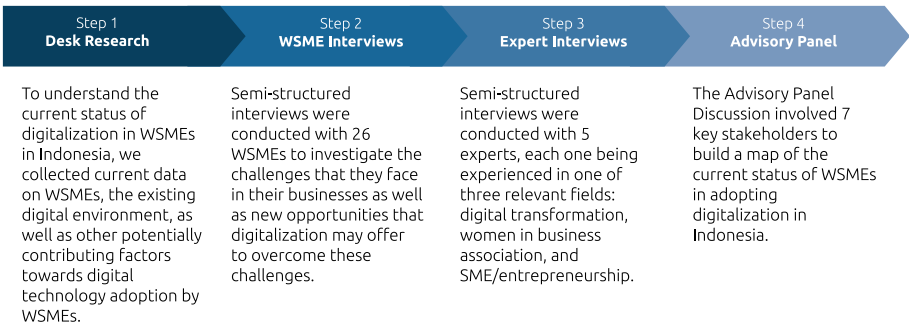 Step 1
Desk Research
To understand the
current status of
digitalization in WSMEs
in Indonesia, we
collected current data
on WSMEs, the existing
digital environment, as
well as other potentially
contributing factors
towards digital
technology adoption by
WSMEs.
Step 2
WSME Interviews
Semi-structured
interviews were
conducted with 26
WSMEs to investigate the
challenges that they face
in their businesses as well
as new opportunities that
digitalization may offer
to overcome these
challenges.
Step 3
Expert Interviews
Semi-structured
interviews were
conducted with 5
experts, each one being
experienced in one of
three relevant fields:
digital transformation,
women in business
association, and
SME/entrepreneurship.
Step 4
Advisory Panel
The Advisory Panel
Discussion involved 7
key stakeholders to
build a map of the
current status of WSMEs
in adopting
digitalization in
Indonesia.